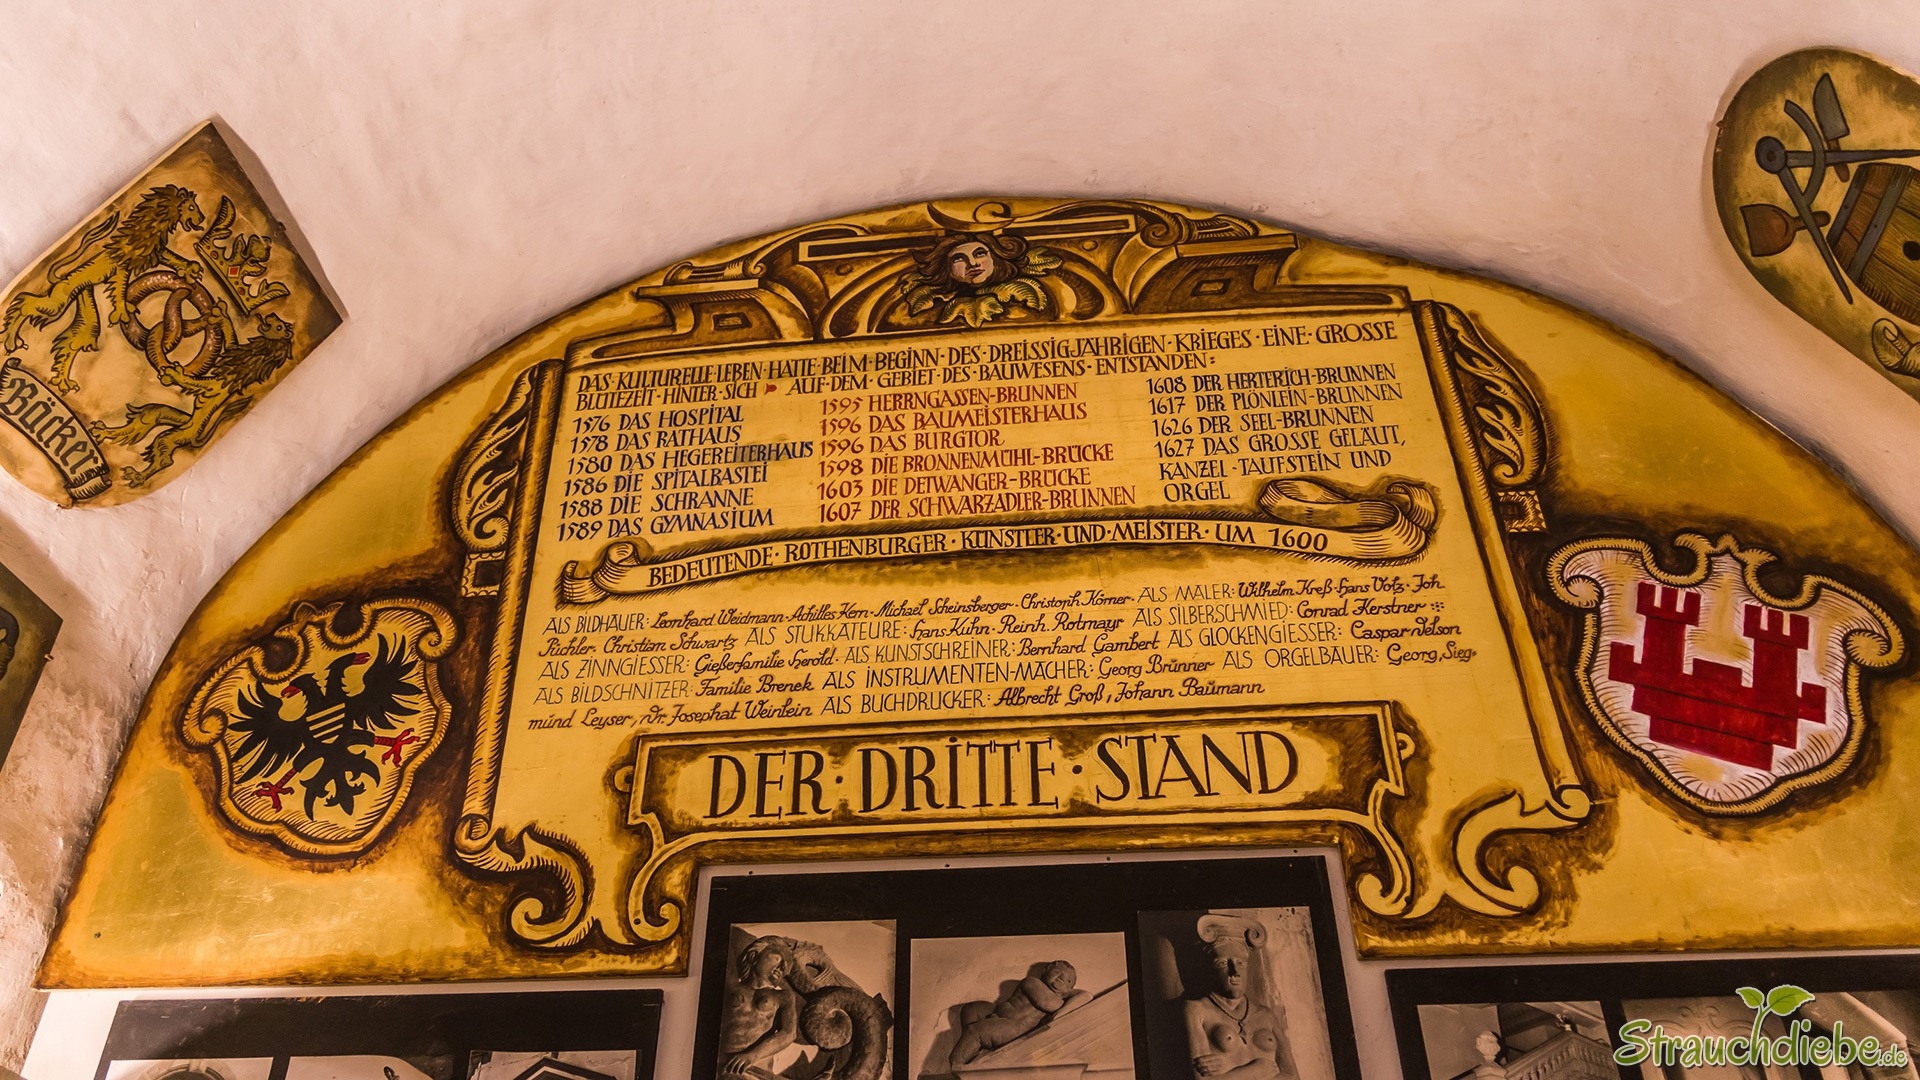 DAS · KULTURELLE · LEBEN · HATTE · BEIM · BEGINN · DES · DREISSIGJÄHRIGEN · KRIEGES · EINE · GROSSE
BLÜTEZEIT · HINTER · SICH AUF · DEM · GEBIET · DES · BAUWESENS · ENTSTANDEN:
1576 DAS HOSPITAL
1578 DAS RATHAUS
1580 DAS HEGEREITERHAUS
1586 DIE SPITALBASTEI
1588 DIE SCHRANNE
1589 DAS GYMNASIUM
1595 HERRNGASSEN-BRUNNEN
1596 DAS BAUMEISTERHAUS
1596 DAS BURGTOR
1598 DIE BRONNENMÜHL-BRÜCKE
1603 DIE DETWANGER-BRÜCKE
1607 DER SCHWARZADLER-BRUNNEN
1608 DER HERTERICH-BRUNNEN
1617 DER PLÖNLEIN-BRUNNEN
1626 DER SEEL-BRUNNEN
1627 DAS GROSSE GELÄUT,
KANZEL · TAUFSTEIN UND
ORGEL
BEDEUTENDE · ROTHENBURGER · KÜNSTLER · UND · MEISTER · UM 1600
ALS BILDHAUER: Leonhard Weidmann · Achilles Kern · Michael Scheinsberger · Christoph Körner · ALS MALER: Wilhelm Kreß · Hans Votz · Joh.
Püchler · Christian Schwartz ALS STUKKATEURE: Hans Kuhn · Reinh. Rotmayr ALS SILBERSCHMIED: Conrad Kerstner
ALS ZINNGIESSER: Gießerfamilie Herold · ALS KUNSTSCHREINER: Bernhard Gambert ALS GLOCKENGIESSER: Caspar Nelson
ALS BILDSCHNITZER: Familie Brenek ALS INSTRUMENTEN-MACHER: Georg Brünner ALS ORGELBAUER: Georg, Sieg-
münd Leyser, Dr. Josephat Weinlein ALS BUCHDRUCKER: Albrecht Groß, Johann Baümann
DER · DRITTE · STAND
Bäcker
Strauchdiebe.de